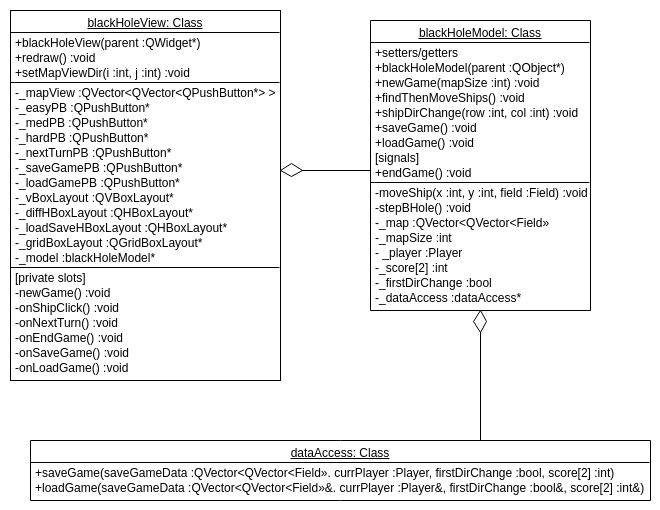 blackHoleView: Class
+blackHoleView(parent :QWidget*)
+redraw() :void
+setMapViewDir(i :int, j :int) :void
-_mapView :QVector<QVector<QPushButton*> >
-_easyPB :QPushButton*
-_medPB :QPushButton*
-_hardPB :QPushButton*
-_nextTurnPB :QPushButton*
-_saveGamePB :QPushButton*
-_loadGamePB :QPushButton*
-_vBoxLayout :QVBoxLayout*
-_diffHBoxLayout :QHBoxLayout*
-_loadSaveHBoxLayout :QHBoxLayout*
-_gridBoxLayout :QGridBoxLayout*
-_model :blackHoleModel*
[private slots]
-newGame() :void
-onShipClick() :void
-onNextTurn() :void
-onEndGame() :void
-onSaveGame() :void
-onLoadGame() :void
blackHoleModel: Class
+setters/getters
+blackHoleModel(parent :QObject*)
+newGame(mapSize :int) :void
+findThenMoveShips() :void
+shipDirChange(row :int, col :int) :void
+saveGame() :void
+loadGame() :void
[signals]
+endGame() :void
-moveShip(x :int, y :int, field :Field) :void
-stepBHole() :void
-_map :QVector<QVector<Field»
-_mapSize :int
- _player :Player
-_score[2] :int
-_firstDirChange :bool
-_dataAccess :dataAccess*
dataAccess: Class
+saveGame(saveGameData :QVector<QVector<Field». currPlayer :Player, firstDirChange :bool, score[2] :int)
+loadGame(saveGameData :QVector<QVector<Field»&. currPlayer :Player&, firstDirChange :bool&, score[2] :int&)